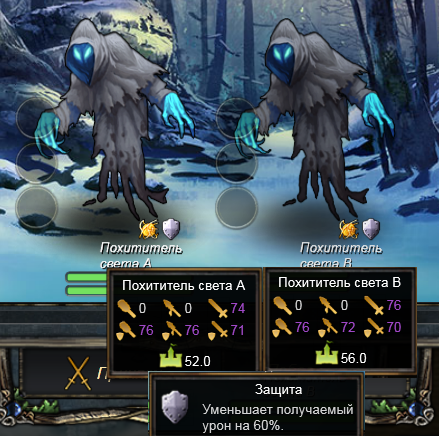 Похититель
света А
Похититель
света В
Похититель света А
0 0 74
76 76 71
52.0
Похититель света В
0 0 76
76 72 70
56.0
Защита
Уменьшает получаемый
урон на 60%.